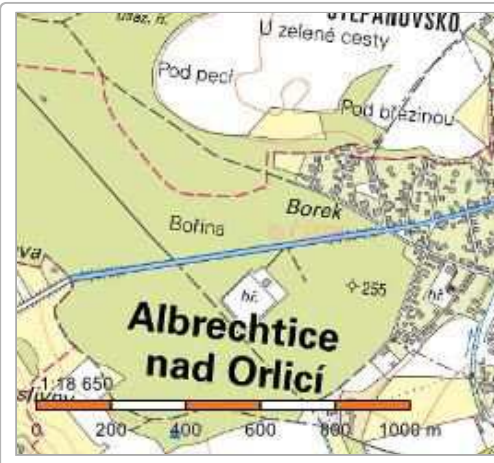 ŠTĚPÁNOVSKO
U zelené cesty
Pod pecí
Pod březinou
Borek
Bořina
255
hř.
hř.
Albrechtice
nad Orlicí
1:18 650
0 200 400 600 800 1000 m